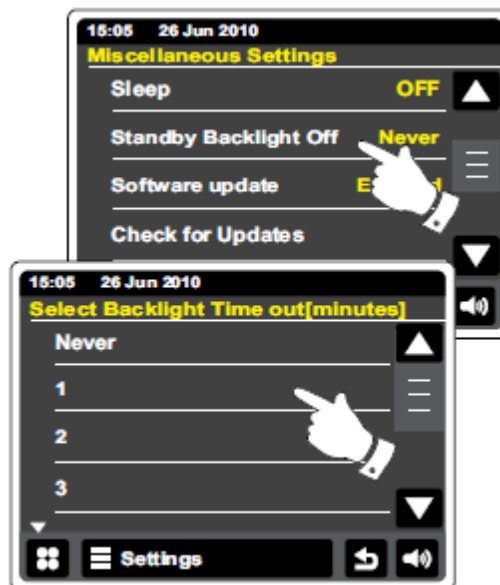 15:05 26 Jun 2010
Miscellaneous Settings
Sleep OFF
Standby Backlight Off Never
Software update
Check for Updates
15:05 26 Jun 2010
Select Backlight Time out[minutes]
Never
1
2
3
Settings